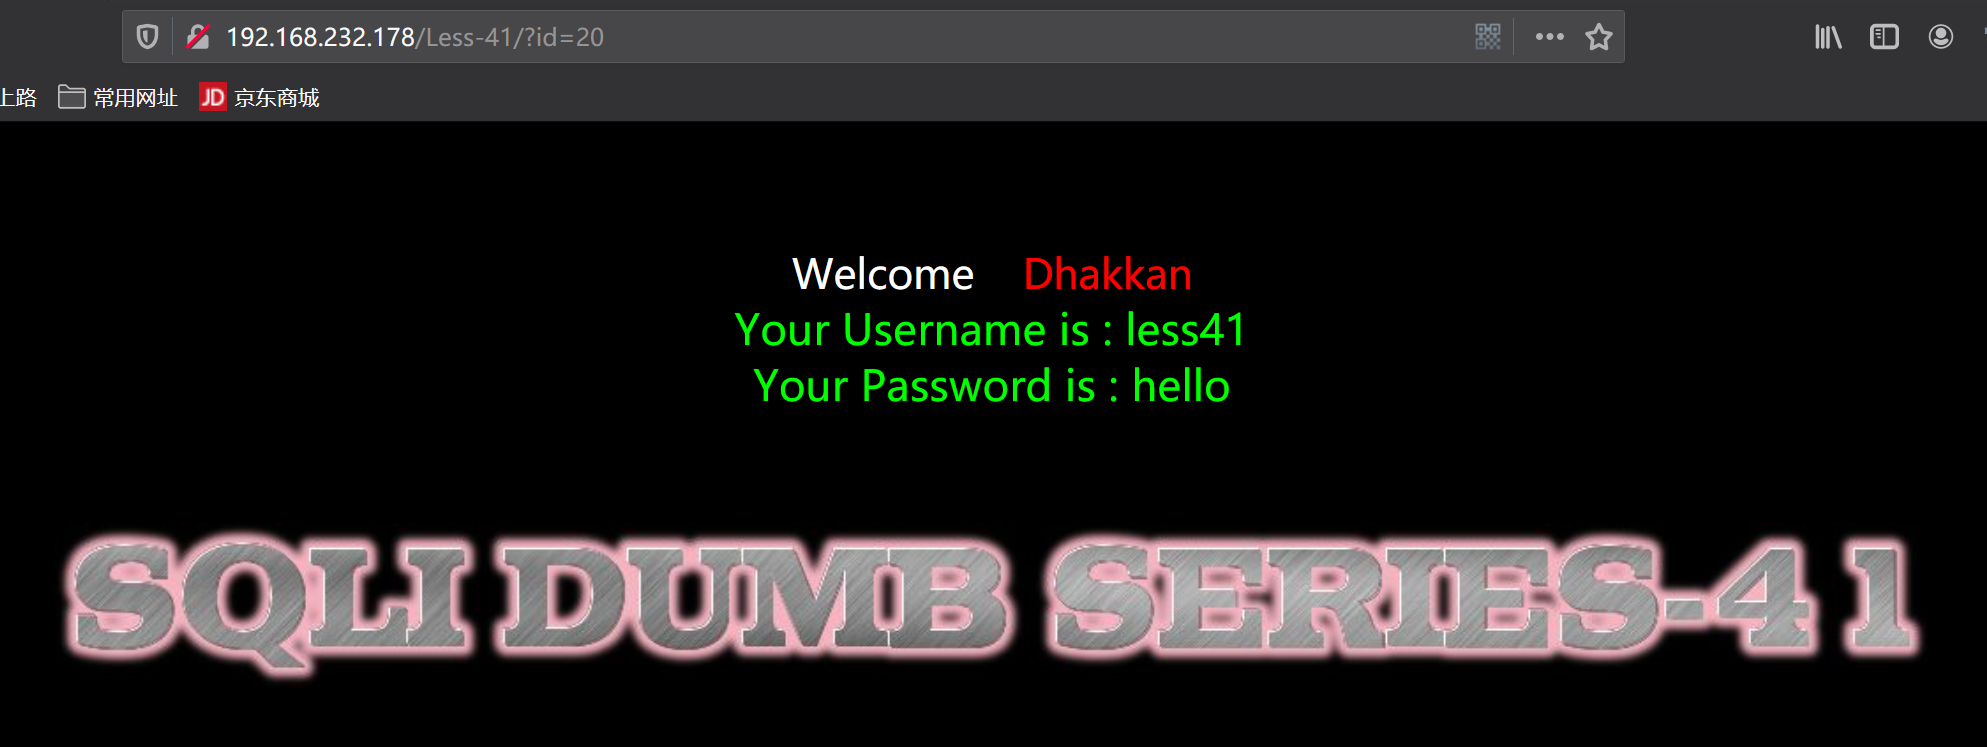 192.168.232.178/Less-41/?id=20
上路 常用网址 JD 京东商城
Welcome Dhakkan
Your Username is : less41
Your Password is : hello
SQLI DUMB SERIES-41